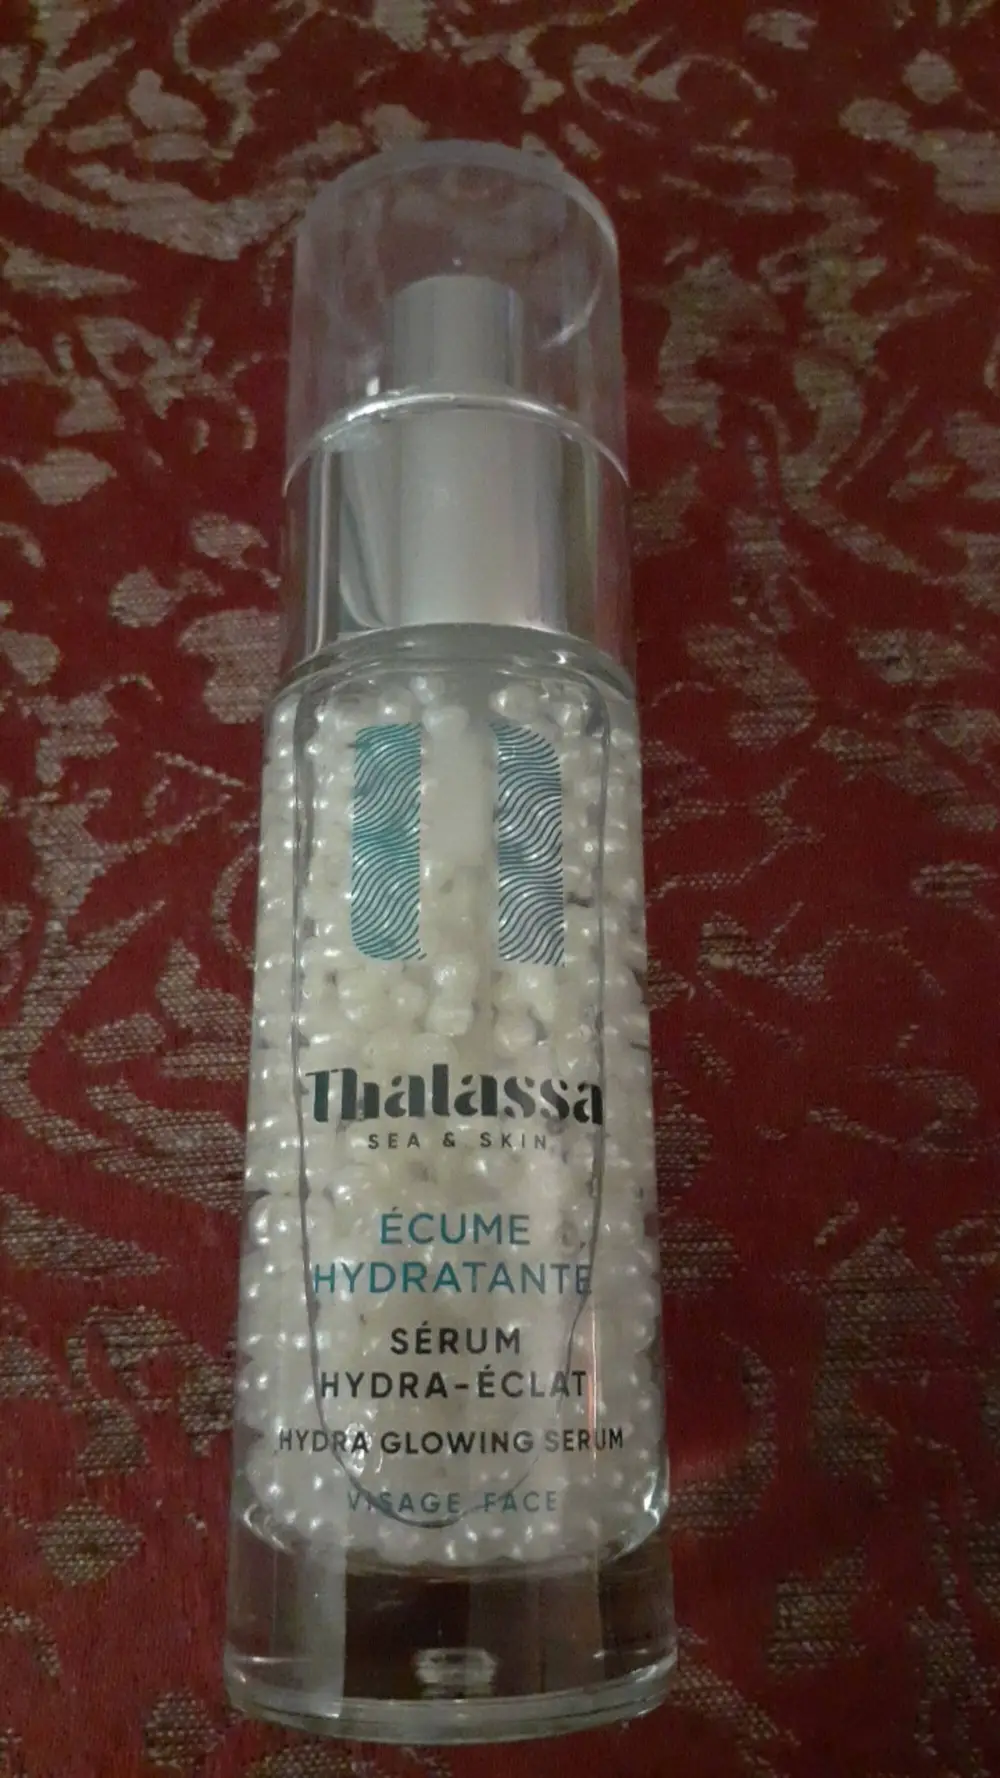 Thalassa
SEA & SKIN
ÉCUME
HYDRATANTE
SÉRUM
HYDRA-ÉCLAT
HYDRA GLOWING SERUM
VISAGE FACE